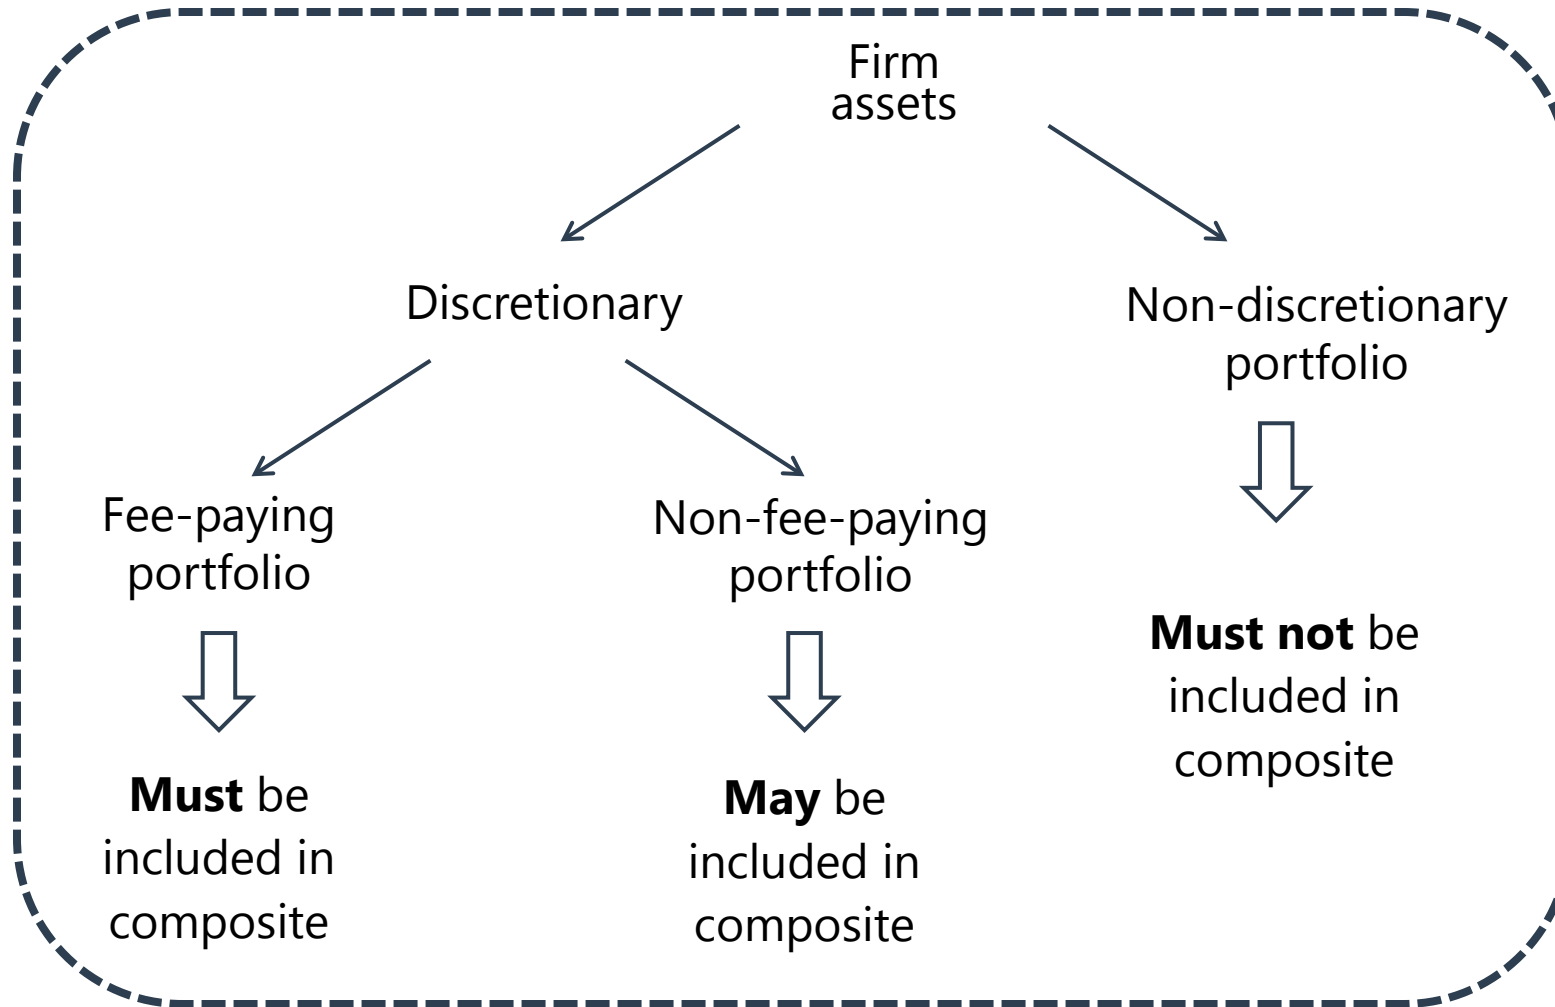 Firm
assets
Discretionary
Non-discretionary
portfolio
Fee-paying
portfolio
Non-fee-paying
portfolio
Must be
included in
composite
May be
included in
composite
Must not be
included in
composite